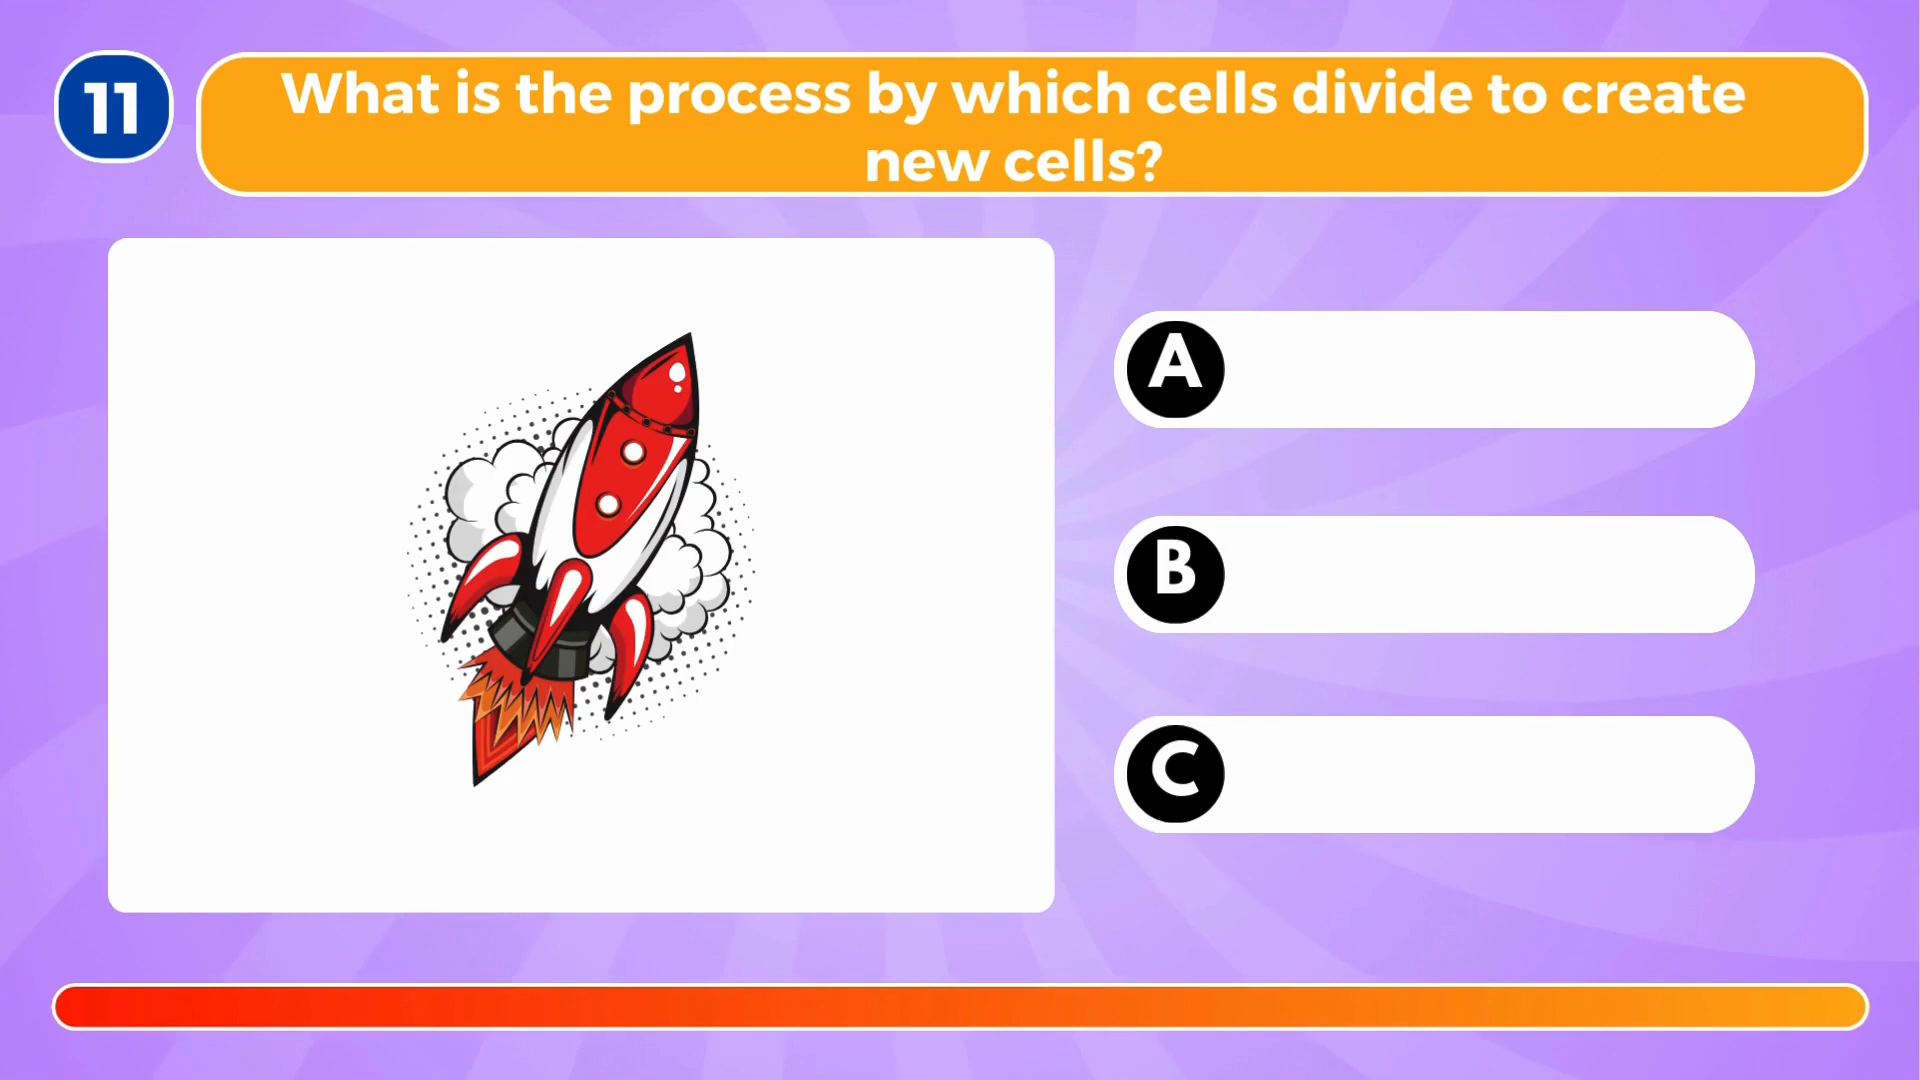 11
What is the process by which cells divide to create
new cells?
A
B
C